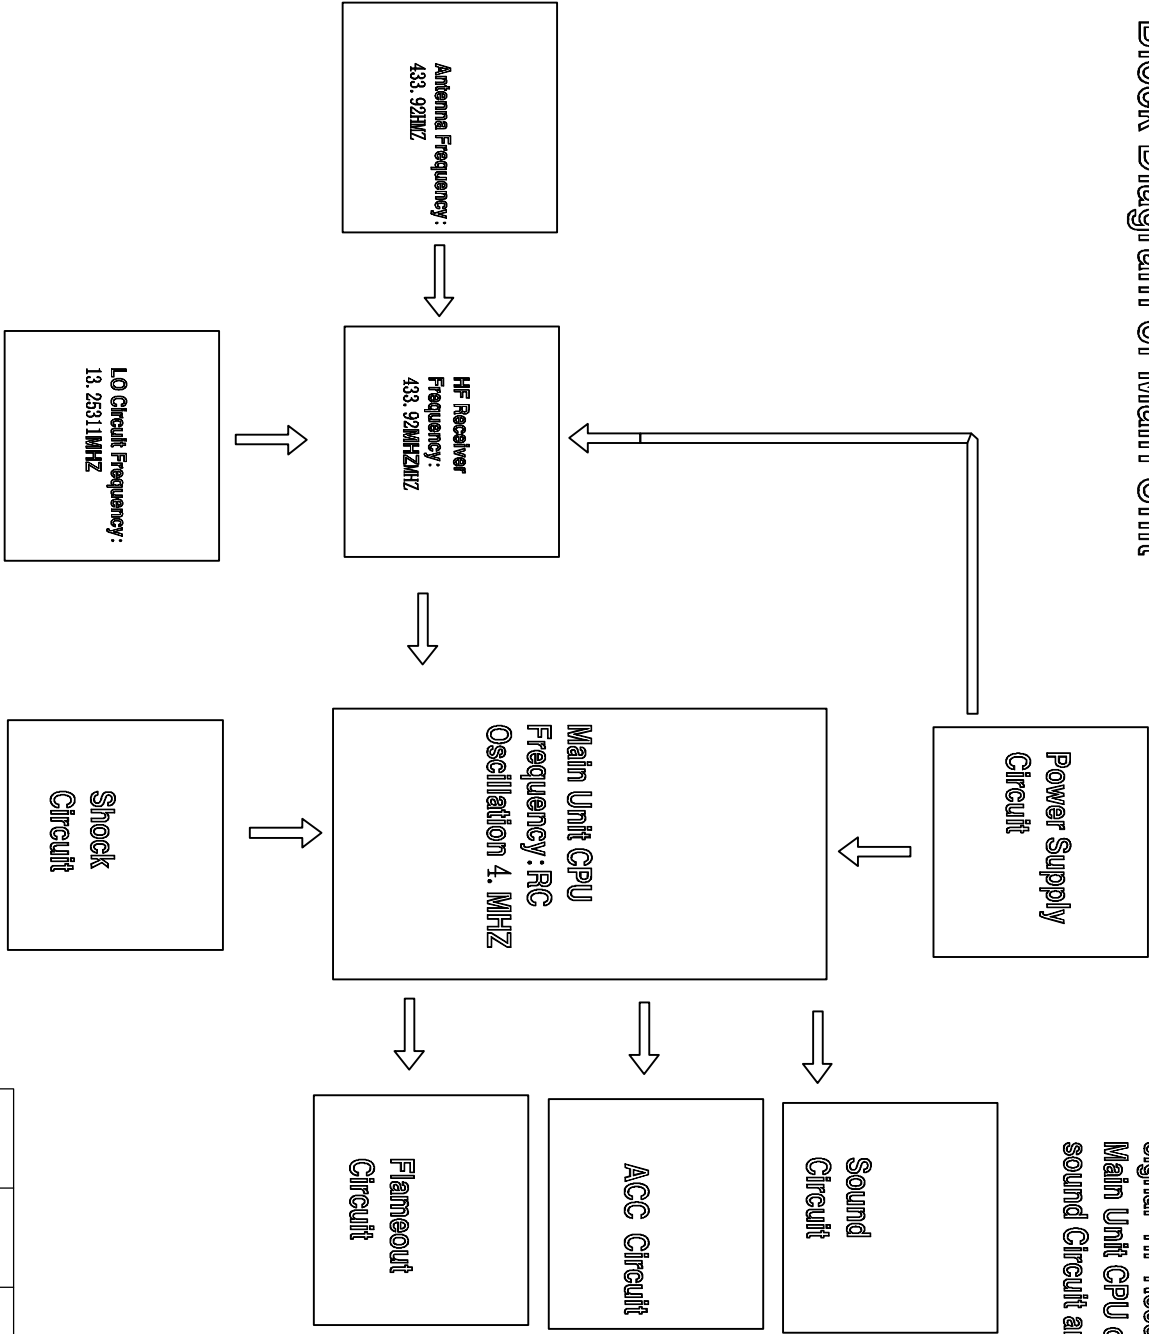 Block Diagram of Main Unit
Main Unit CPU
sound Circuit
Power Supply
Circuit
Antenna Frequency:
433.92HMZ
HF Receiver
Frequency:
433.92MHZMHZ
Main Unit CPU
Frequency:RC
Oscillation 4.MHZ
Sound
Circuit
ACC Circuit
Flameout
Circuit
LO Circuit Frequency:
13.25311MHZ
Shock
Circuit